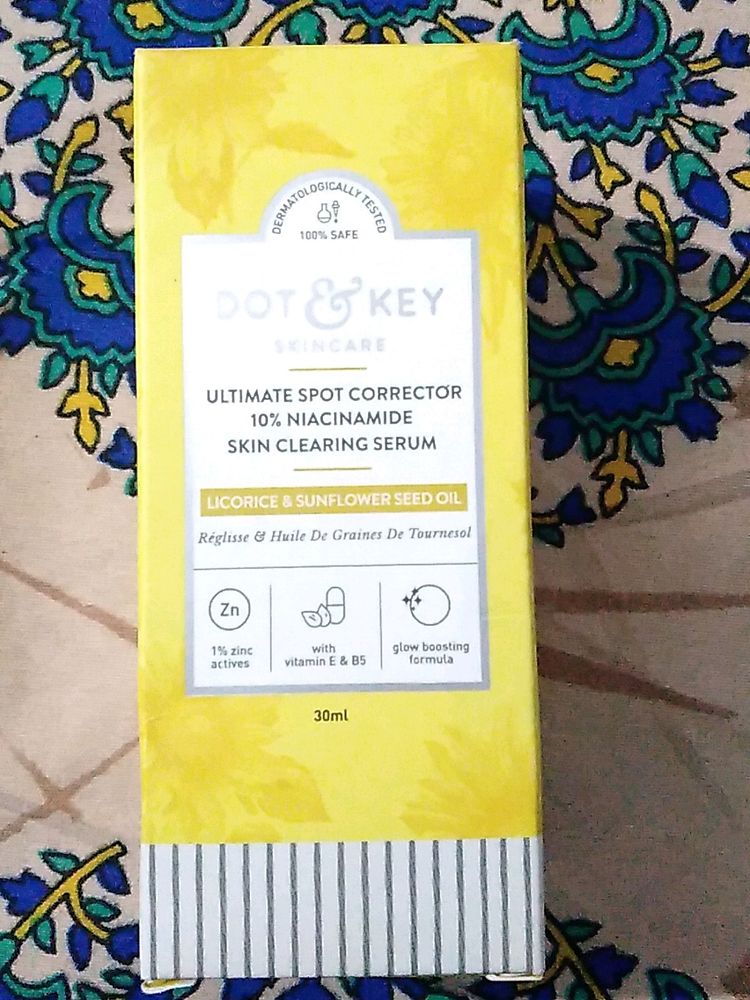 DERMATOLOGICALLY TESTED
100% SAFE
DOT & KEY
SKINCARE
ULTIMATE SPOT CORRECTOR
10% NIACINAMIDE
SKIN CLEARING SERUM
LICORICE & SUNFLOWER SEED OIL
Réglisse & Huile De Graines De Tournesol
Zn
1% zinc
actives
with
vitamin E & B5
glow boosting
formula
30ml